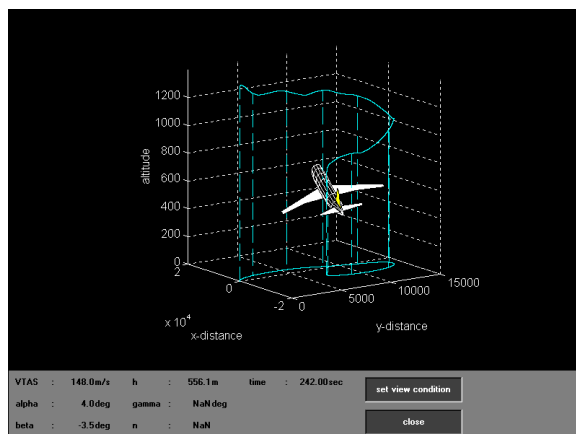 1200
1000
800
altitude
600
400
200
0
2
0
-2
x 10^4
x-distance
0
5000
10000
15000
y-distance
VTAS : 148.0m/s h : 556.1m time : 242.00sec
alpha : 4.0deg gamma : NaNdeg
beta : -3.5deg n : NaN
set view condition
close